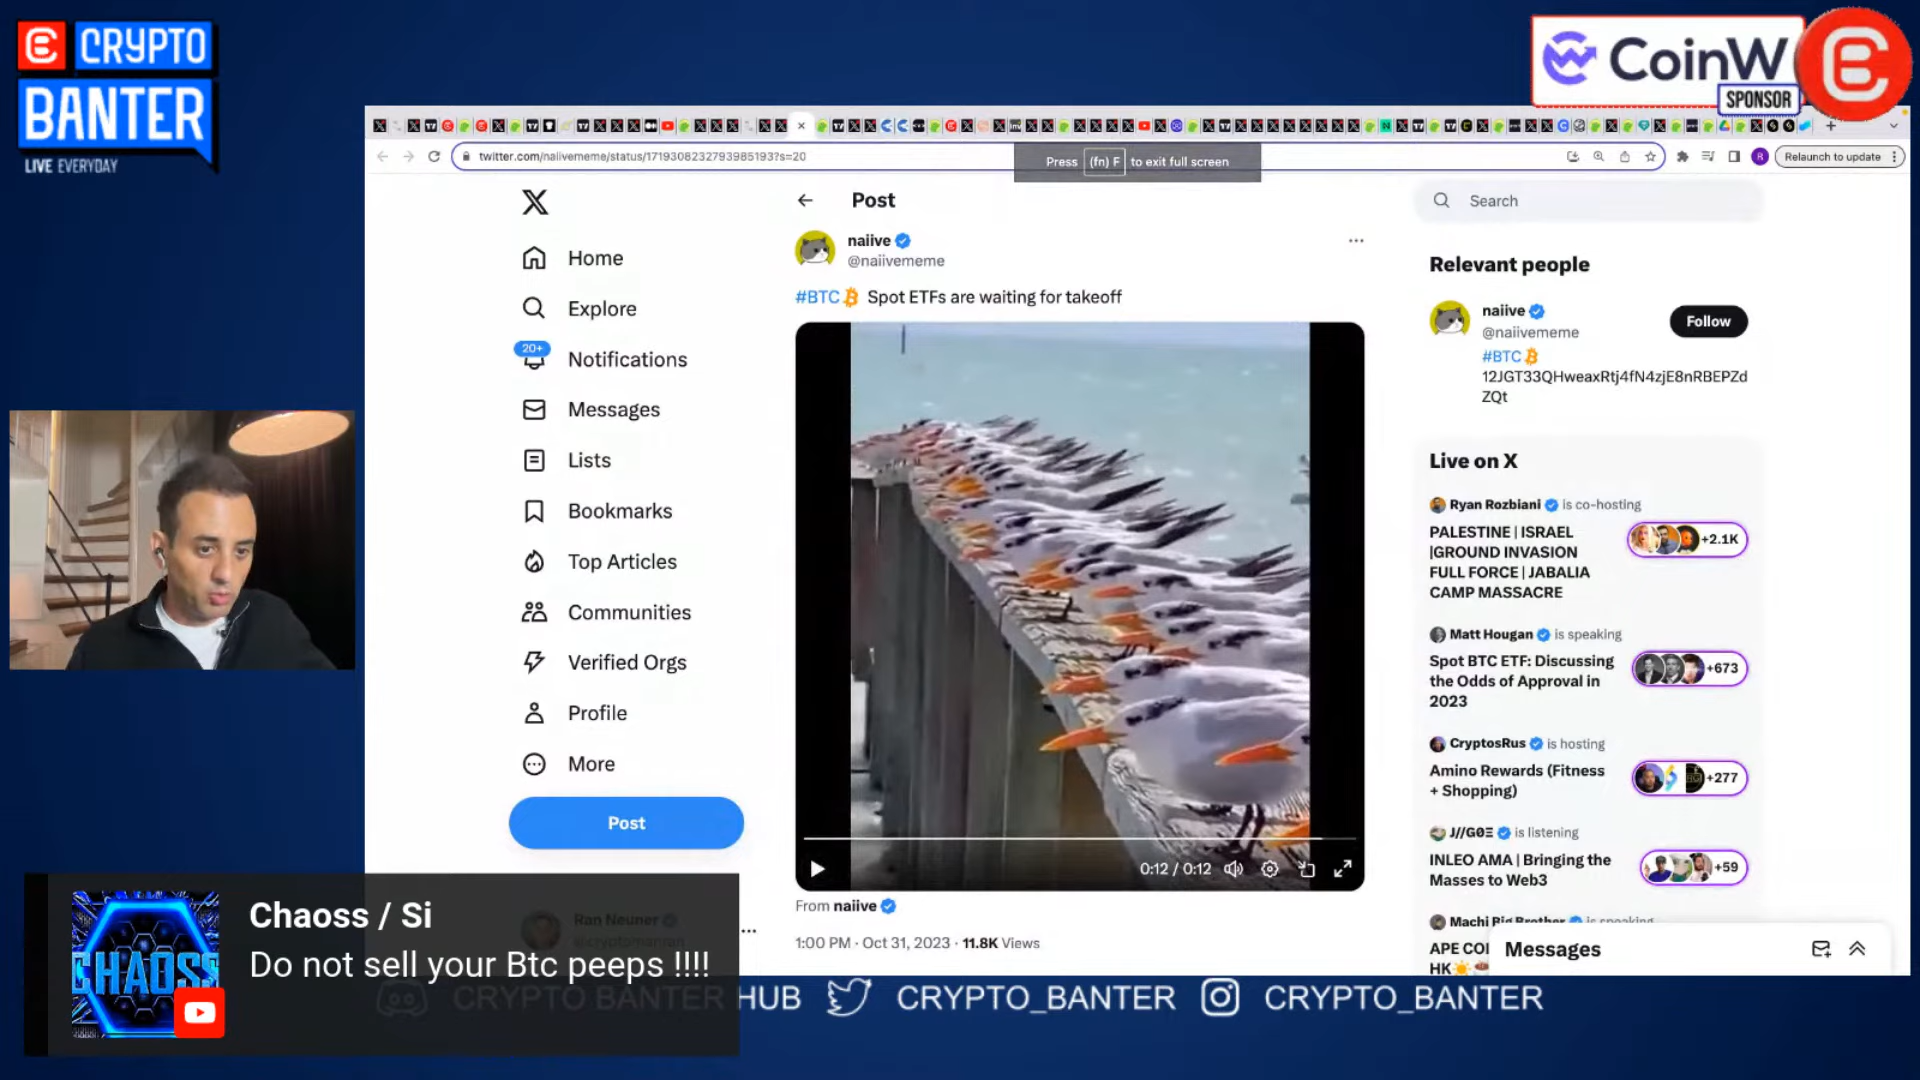 CRYPTO
BANTER
LIVE EVERYDAY
CoinW
SPONSOR
twitter.com/naiivememe/status/1719308232793985193?s=20
Press (fn) F to exit full screen
Relaunch to update
Post
Search
naiive
@naiivememe
#BTC Spot ETFs are waiting for takeoff
20+
Home
Explore
Notifications
Messages
Lists
Bookmarks
Top Articles
Communities
Verified Orgs
Profile
More
Post
Ran Neuner
@cryptomanran
0:12 / 0:12
From naiive
1:00 PM · Oct 31, 2023 · 11.8K Views
Relevant people
naiive
@naiivememe
Follow
#BTC
12JGT33QHweaxRtj4fN4zjE8nRBEPZd
ZQt
Live on X
Ryan Rozbiani is co-hosting
PALESTINE | ISRAEL
|GROUND INVASION
FULL FORCE | JABALIA
CAMP MASSACRE
+2.1K
Matt Hougan is speaking
Spot BTC ETF: Discussing
the Odds of Approval in
2023
+673
CryptosRus is hosting
Amino Rewards (Fitness
+ Shopping)
+277
J//G0Ξ is listening
INLEO AMA | Bringing the
Masses to Web3
+59
Machi Big Brother is speaking
APE COI
HK
Messages
CHAOSS
Chaoss / Si
Do not sell your Btc peeps !!!!
CRYPTO BANTER HUB
CRYPTO_BANTER
CRYPTO_BANTER